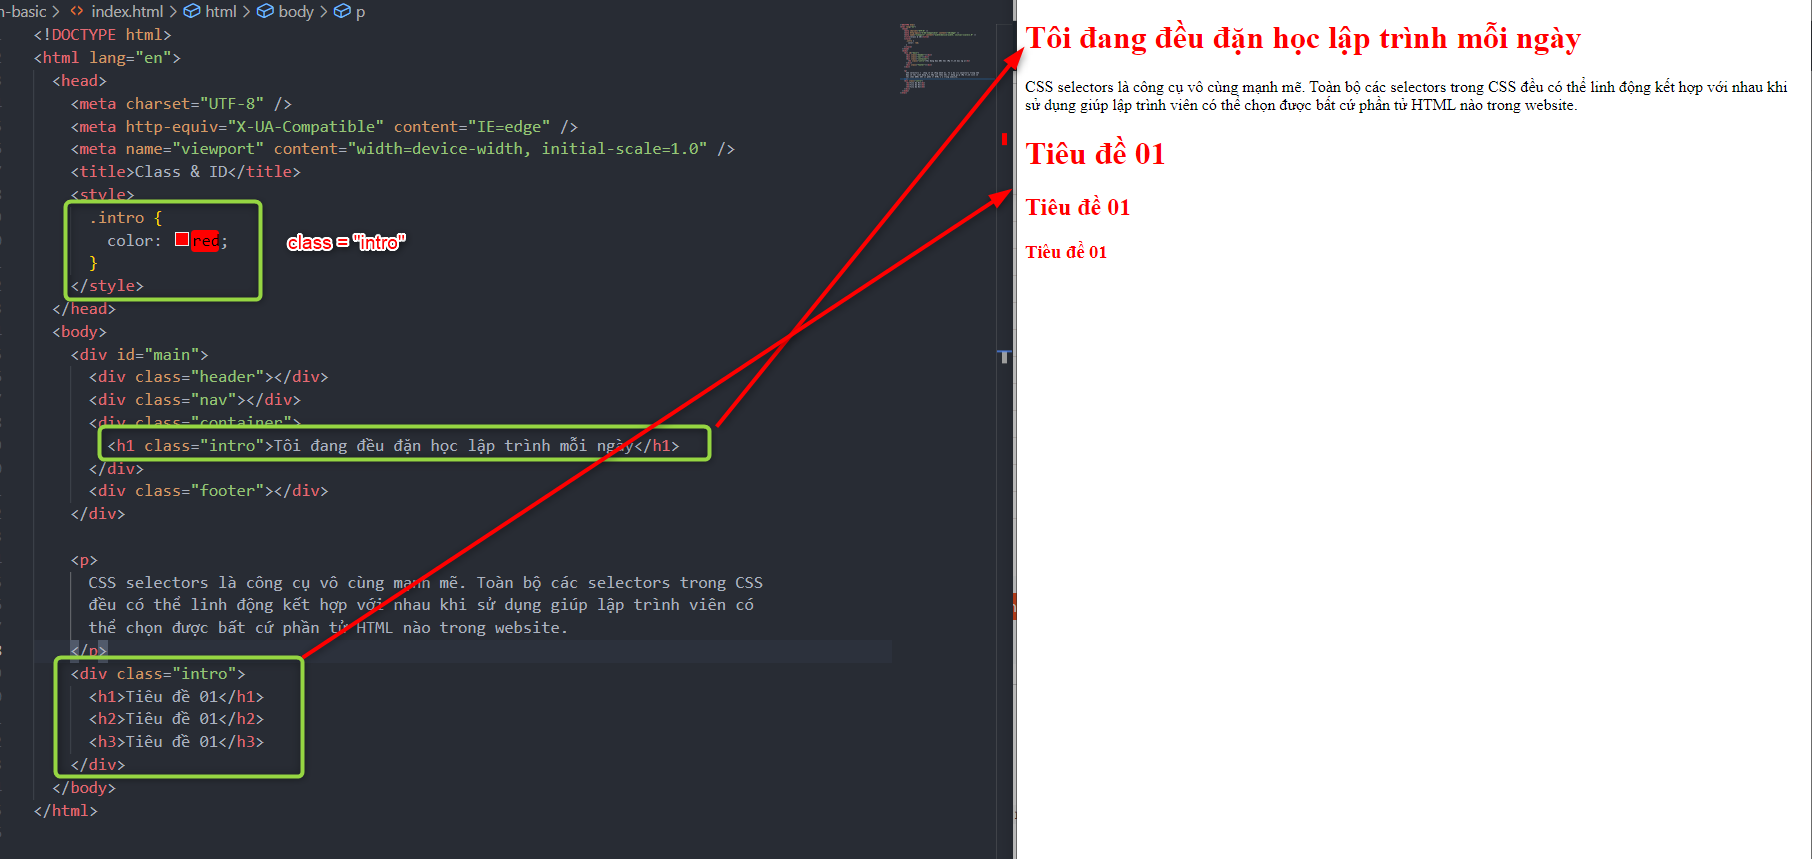 n-basic > index.html > html > body > p
<!DOCTYPE html>
<html lang="en">
<head>
<meta charset="UTF-8" />
<meta http-equiv="X-UA-Compatible" content="IE=edge" />
<meta name="viewport" content="width=device-width, initial-scale=1.0" />
<title>Class & ID</title>
<style>
.intro {
color: red;
}
</style>
</head>
<body>
<div id="main">
<div class="header"></div>
<div class="nav"></div>
<div class="container">
<h1 class="intro">Tôi đang đều đặn học lập trình mỗi ngày</h1>
</div>
<div class="footer"></div>
</div>
<p>
CSS selectors là công cụ vô cùng mạnh mẽ. Toàn bộ các selectors trong CSS
đều có thể linh động kết hợp với nhau khi sử dụng giúp lập trình viên có
thể chọn được bất cứ phần tử HTML nào trong website.
</p>
<div class="intro">
<h1>Tiêu đề 01</h1>
<h2>Tiêu đề 01</h2>
<h3>Tiêu đề 01</h3>
</div>
</body>
</html>
class = "intro"
Tôi đang đều đặn học lập trình mỗi ngày
CSS selectors là công cụ vô cùng mạnh mẽ. Toàn bộ các selectors trong CSS đều có thể linh động kết hợp với nhau khi
sử dụng giúp lập trình viên có thể chọn được bất cứ phần tử HTML nào trong website.
Tiêu đề 01
Tiêu đề 01
Tiêu đề 01